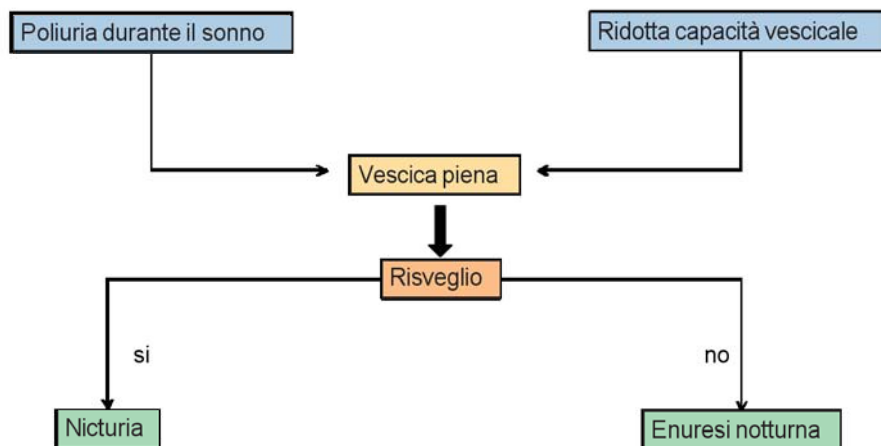 Poliuria durante il sonno
Ridotta capacità vescicale
Vescica piena
Risveglio
si
no
Nicturia
Enuresi notturna